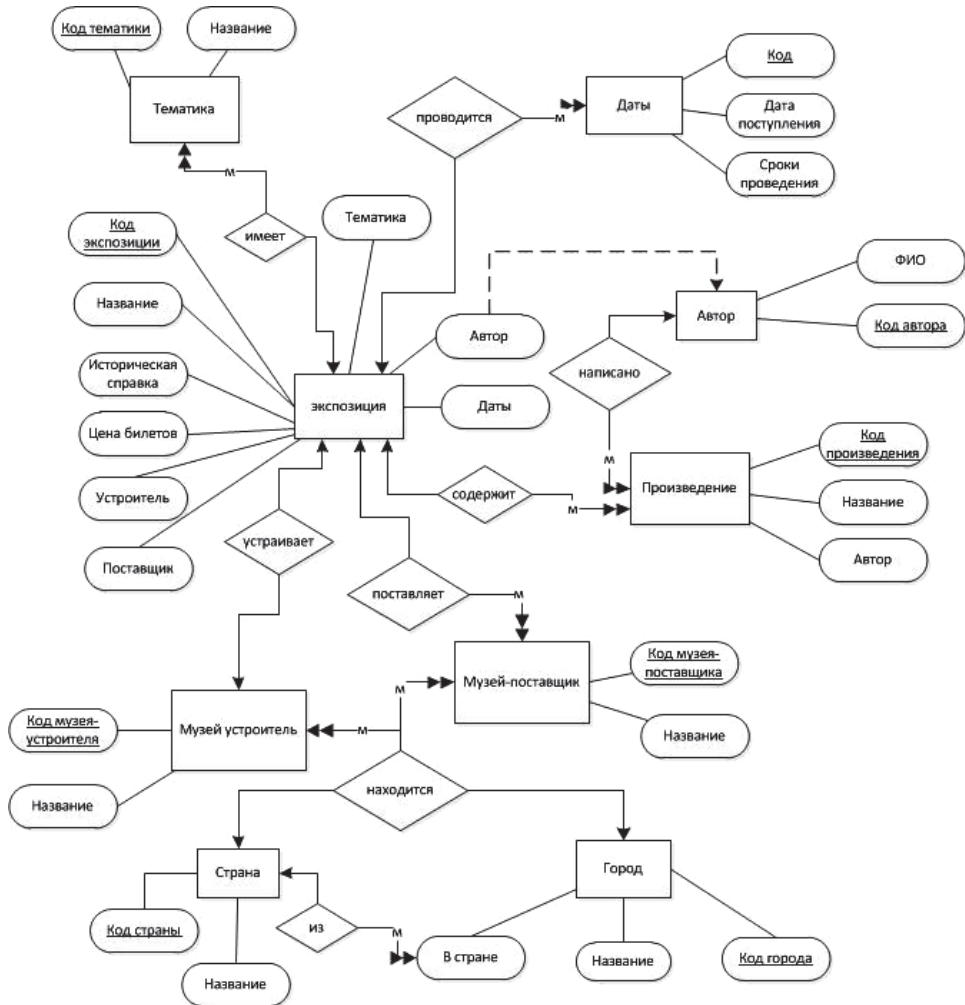 Код тематики
Название
Тематика
Код
Дата
поступления
Сроки
проведения
Даты
проводится
м
м
имеет
Тематика
Код
экспозиции
Название
Историческая
справка
Цена билетов
Устроитель
Поставщик
экспозиция
Автор
Даты
Автор
ФИО
Код автора
написано
м
Произведение
Код
произведения
Название
Автор
содержит
м
устраивает
поставляет
м
Музей-поставщик
Код музея-
поставщика
Название
м
Музей устроитель
м
Код музея-
устроителя
Название
находится
Страна
Код страны
Название
из
м
В стране
Город
Название
Код города